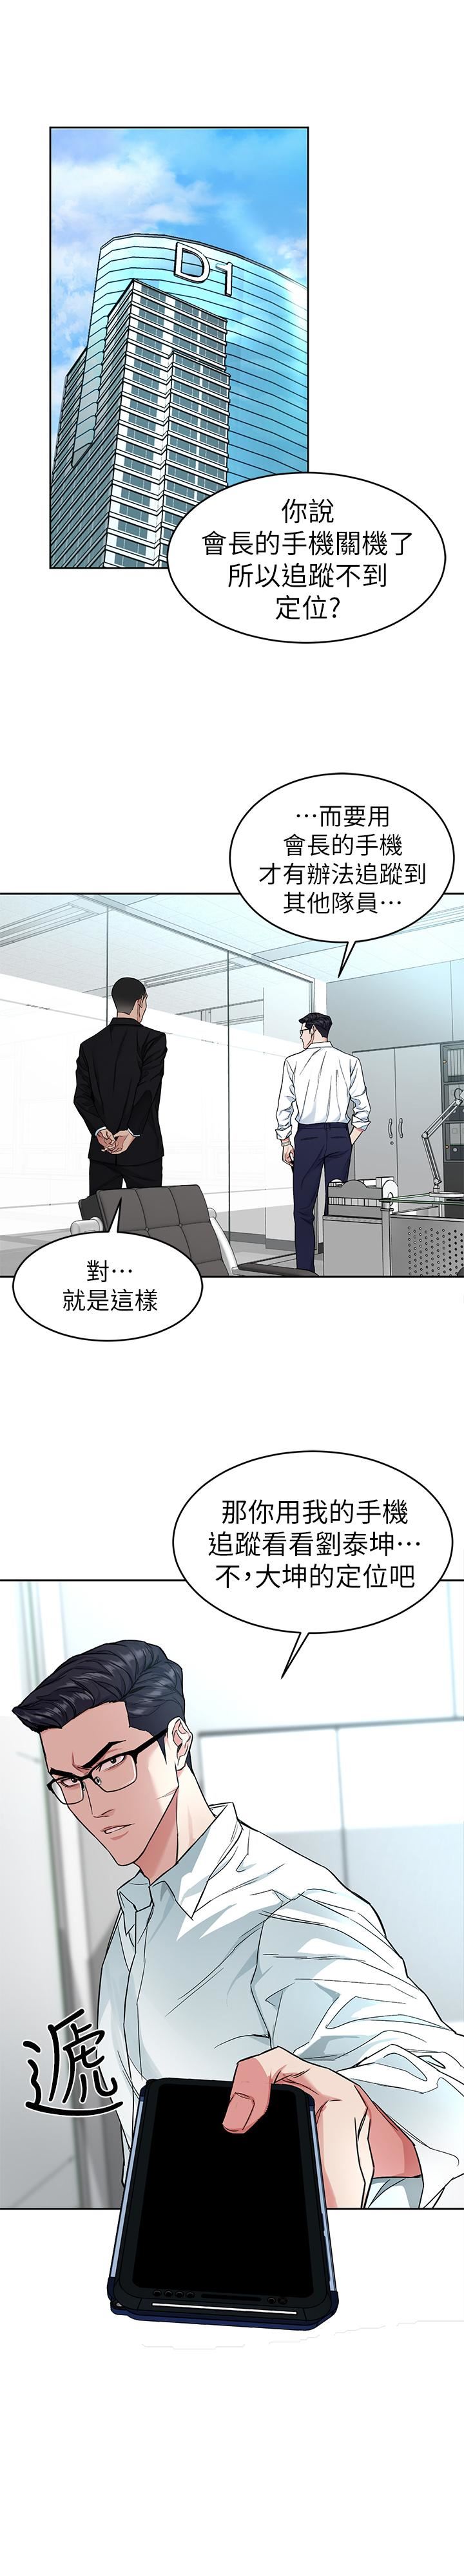 D1
你說
會長的手機關機了
所以追蹤不到
定位?
⋯而要用
會長的手機
才有辦法追蹤到
其他隊員⋯
對⋯
就是這樣
那你用我的手機
追蹤看看劉泰坤⋯
不,大坤的定位吧
遞